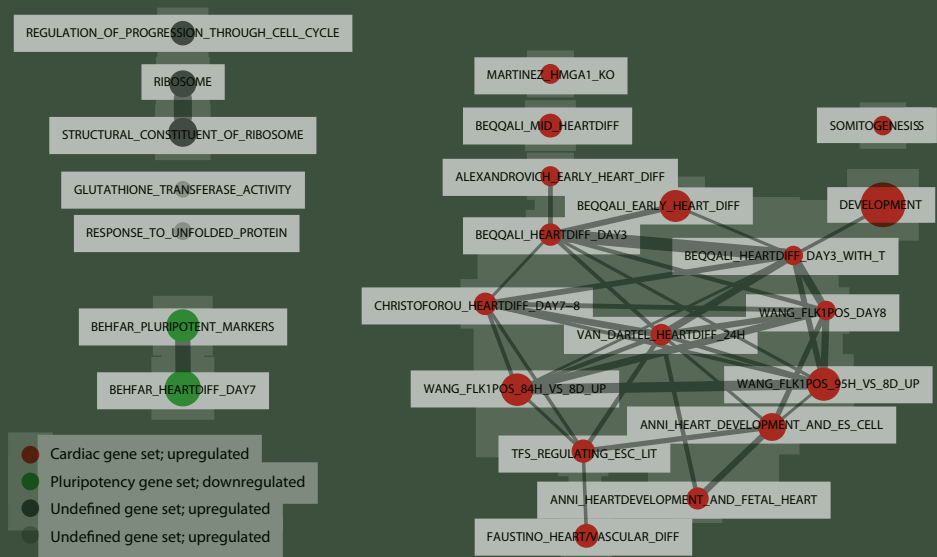 REGULATION_OF_PROGRESSION_THROUGH_CELL_CYCLE
RIBOSOME
STRUCTURAL_CONSTITUENT_OF_RIBOSOME
GLUTATHIONE_TRANSFERASE_ACTIVITY
RESPONSE_TO_UNFOLDED_PROTEIN
BEHFAR_PLURIPOTENT_MARKERS
BEHFAR_HEARTDIFF_DAY7
MARTINEZ_HMGA1_KO
BEQQALI_MID_HEARTDIFF
SOMITOGENESIS
ALEXANDROVICH_EARLY_HEART_DIFF
BEQQALI_EARLY_HEART_DIFF
DEVELOPMENT
BEQQALI_HEARTDIFF_DAY3
BEQQALI_HEARTDIFF_DAY3_WITH_T
CHRISTOFOROU_HEARTDIFF_DAY7–8
WANG_FLK1POS_DAY8
VAN_DARTEL_HEARTDIFF_24H
WANG_FLK1POS_84H_VS_8D_UP
WANG_FLK1POS_95H_VS_8D_UP
ANNI_HEART_DEVELOPMENT_AND_ES_CELL
TFS_REGULATING_ESC_LIT
ANNI_HEARTDEVELOPMENT_AND_FETAL_HEART
FAUSTINO_HEART/VASCULAR_DIFF
Cardiac gene set; upregulated
Pluripotency gene set; downregulated
Undefined gene set; upregulated
Undefined gene set; upregulated